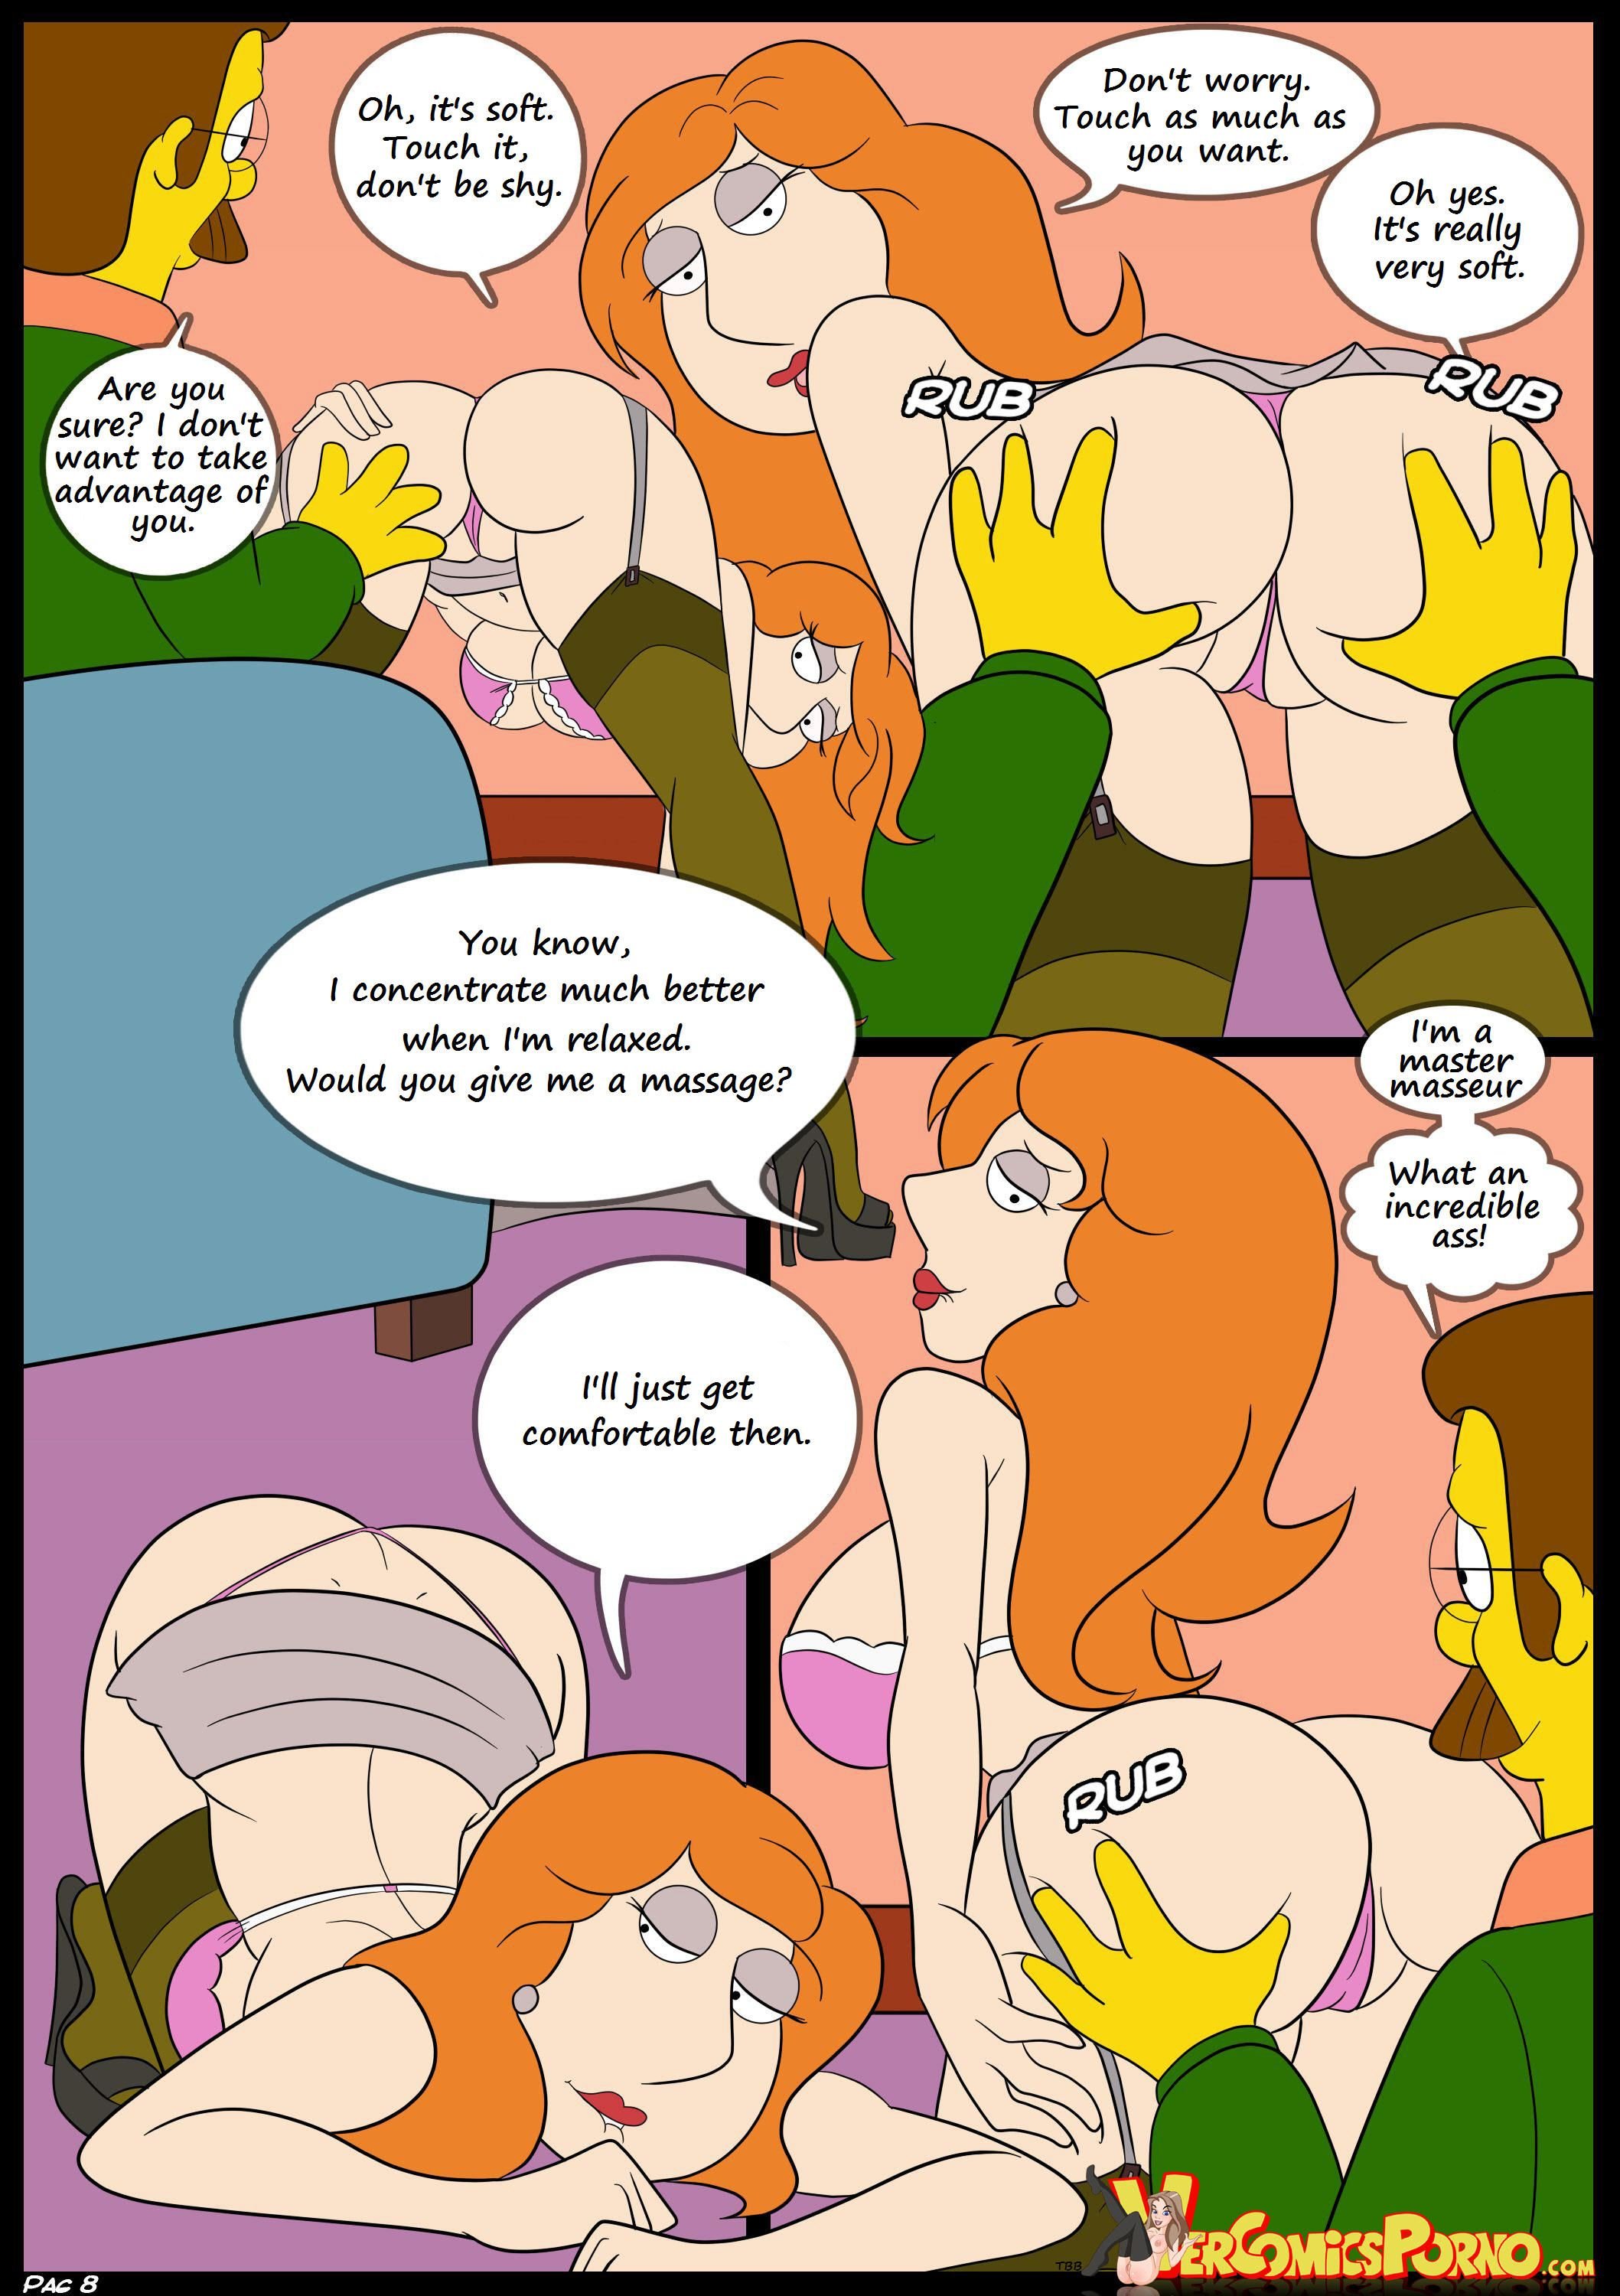 Oh, it's soft.
Touch it,
don't be shy.
Don't worry.
Touch as much as
you want.
Oh yes.
It's really
very soft.
Are you
sure? I don't
want to take
advantage of
you.
RUB
RUB
You know,
I concentrate much better
when I'm relaxed.
Would you give me a massage?
I'm a
master
masseur
What an
incredible
ass!
I'll just get
comfortable then.
RUB
TBB
VERCOMICSPORNO.COM
PAG 8